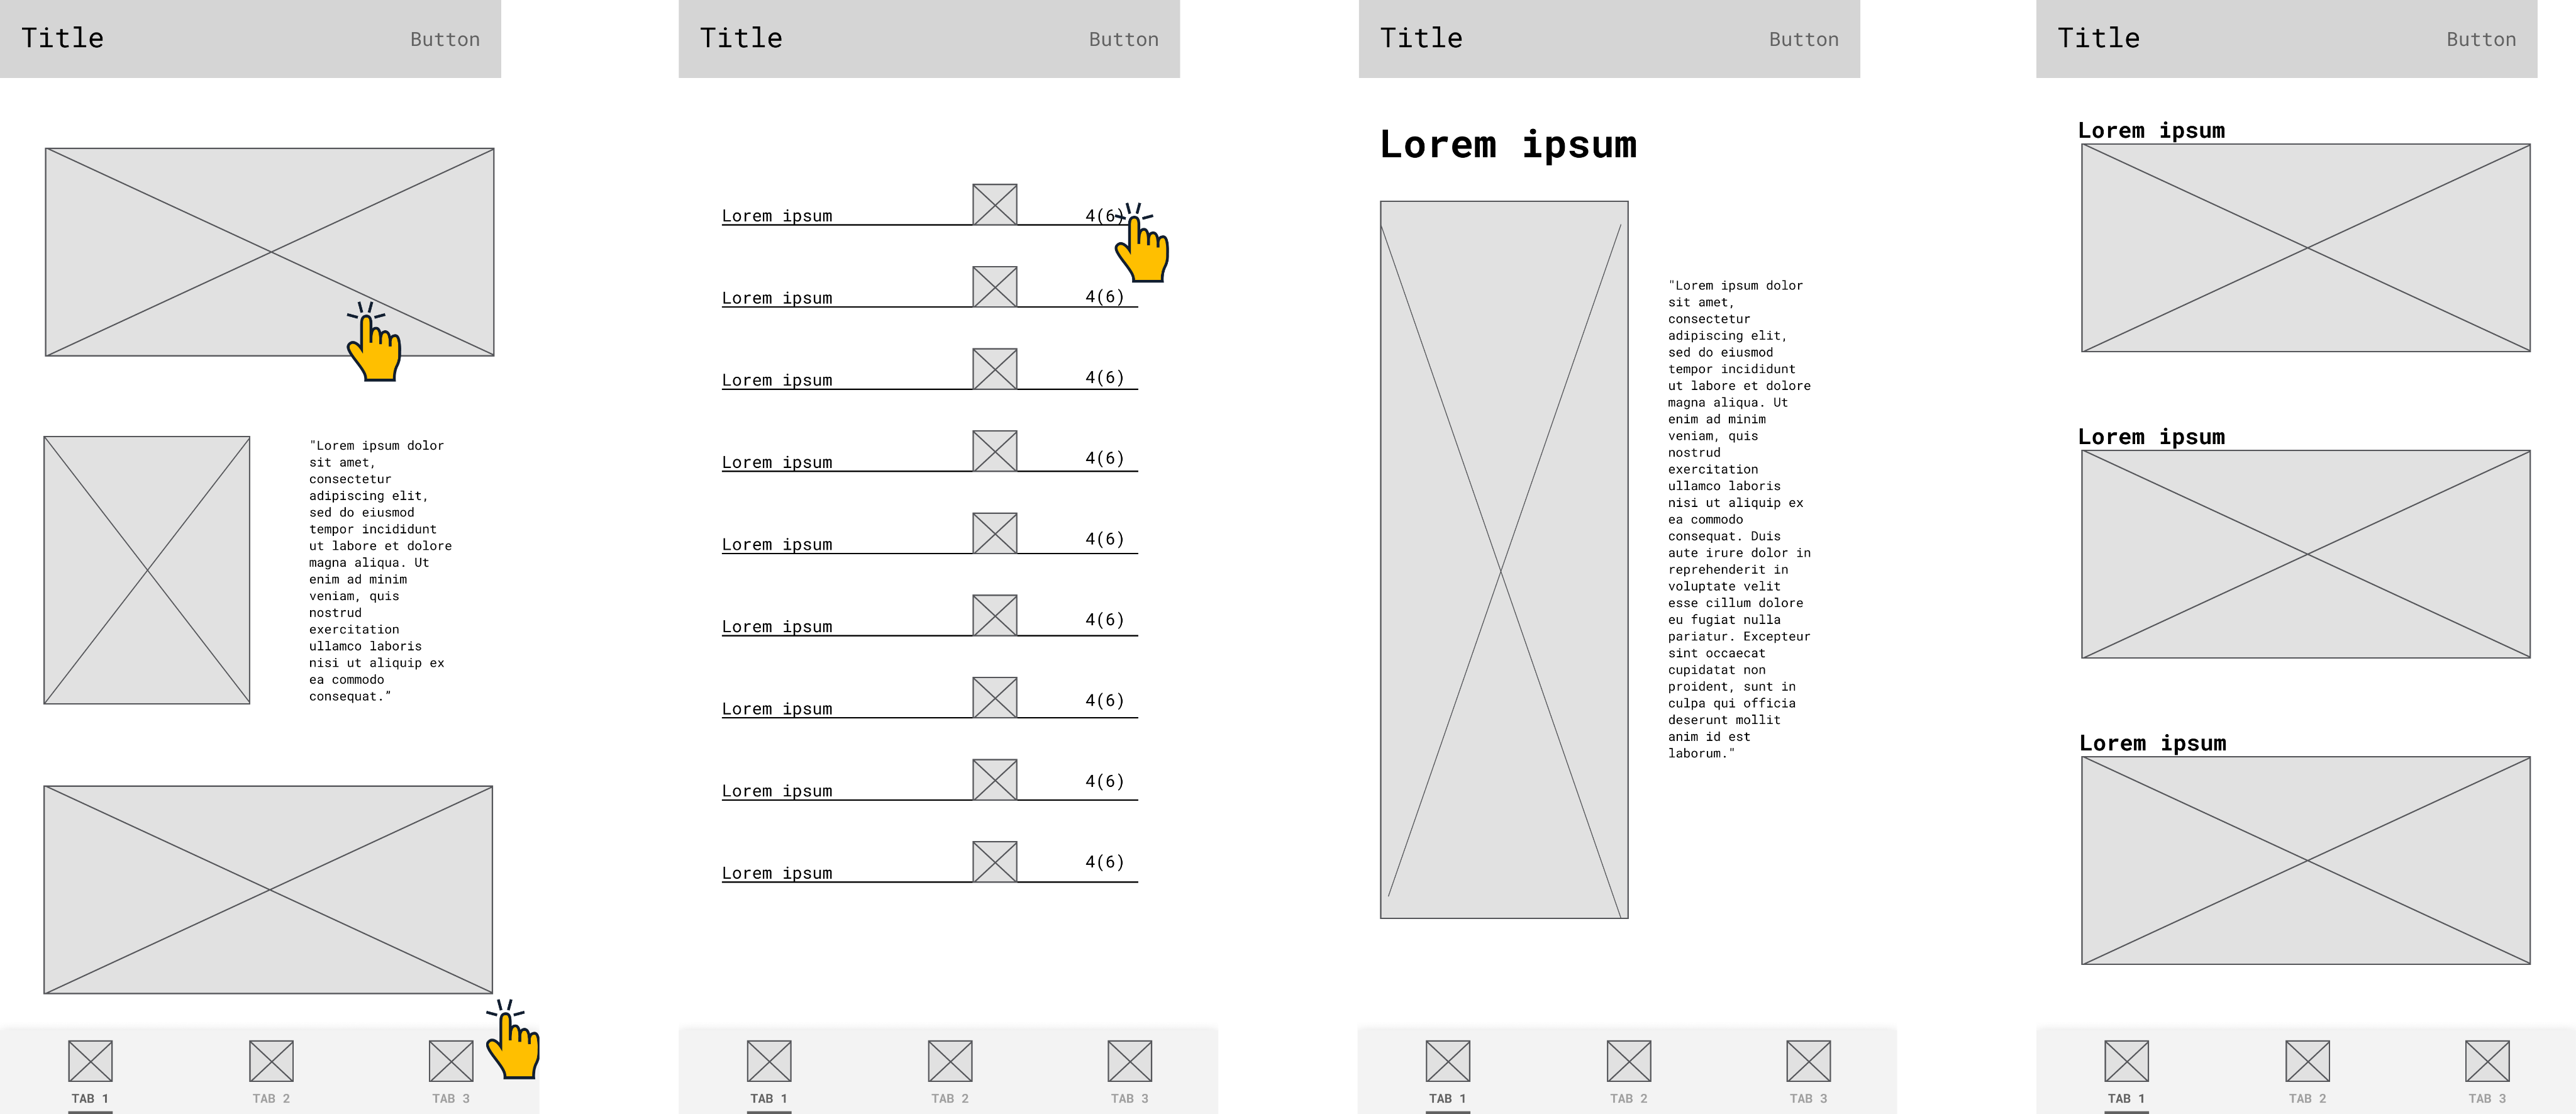 Title
Button
"Lorem ipsum dolor
sit amet,
consectetur
adipiscing elit,
sed do eiusmod
tempor incididunt
ut labore et dolore
magna aliqua. Ut
enim ad minim
veniam, quis
nostrud
exercitation
ullamco laboris
nisi ut aliquip ex
ea commodo
consequat.”
TAB 1
TAB 2
TAB 3
Title
Button
Lorem ipsum 4(6)
Lorem ipsum 4(6)
Lorem ipsum 4(6)
Lorem ipsum 4(6)
Lorem ipsum 4(6)
Lorem ipsum 4(6)
Lorem ipsum 4(6)
Lorem ipsum 4(6)
Lorem ipsum 4(6)
TAB 1
TAB 2
TAB 3
Title
Button
Lorem ipsum
"Lorem ipsum dolor
sit amet,
consectetur
adipiscing elit,
sed do eiusmod
tempor incididunt
ut labore et dolore
magna aliqua. Ut
enim ad minim
veniam, quis
nostrud
exercitation
ullamco laboris
nisi ut aliquip ex
ea commodo
consequat. Duis
aute irure dolor in
reprehenderit in
voluptate velit
esse cillum dolore
eu fugiat nulla
pariatur. Excepteur
sint occaecat
cupidatat non
proident, sunt in
culpa qui officia
deserunt mollit
anim id est
laborum."
TAB 1
TAB 2
TAB 3
Title
Button
Lorem ipsum
Lorem ipsum
Lorem ipsum
TAB 1
TAB 2
TAB 3